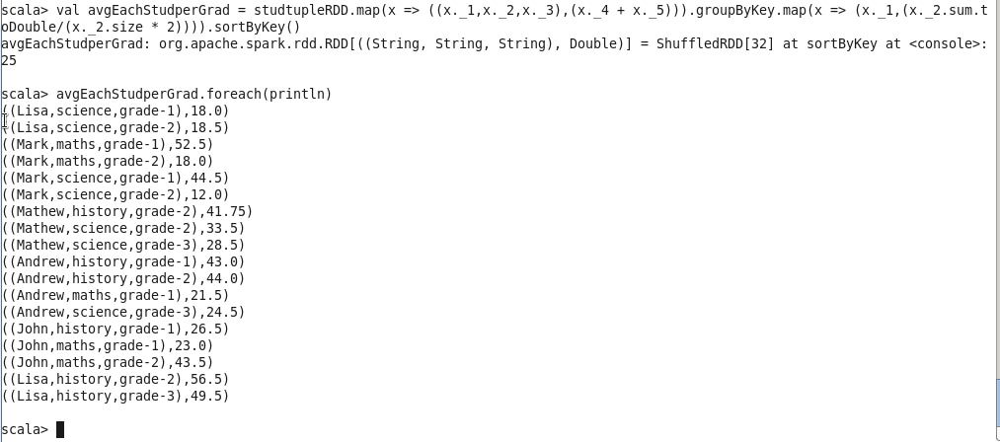 scala> val avgEachStudperGrad = studtupleRDD.map(x => ((x._1,x._2,x._3),(x._4 + x._5))).groupByKey.map(x => (x._1,(x._2.sum.t
oDouble/(x._2.size * 2)))).sortByKey()
avgEachStudperGrad: org.apache.spark.rdd.RDD[((String, String, String), Double)] = ShuffledRDD[32] at sortByKey at <console>:
25
scala> avgEachStudperGrad.foreach(println)
((Lisa,science,grade-1),18.0)
((Lisa,science,grade-2),18.5)
((Mark,maths,grade-1),52.5)
((Mark,maths,grade-2),18.0)
((Mark,science,grade-1),44.5)
((Mark,science,grade-2),12.0)
((Mathew,history,grade-2),41.75)
((Mathew,science,grade-2),33.5)
((Mathew,science,grade-3),28.5)
((Andrew,history,grade-1),43.0)
((Andrew,history,grade-2),44.0)
((Andrew,maths,grade-1),21.5)
((Andrew,science,grade-3),24.5)
((John,history,grade-1),26.5)
((John,maths,grade-1),23.0)
((John,maths,grade-2),43.5)
((Lisa,history,grade-2),56.5)
((Lisa,history,grade-3),49.5)
scala>